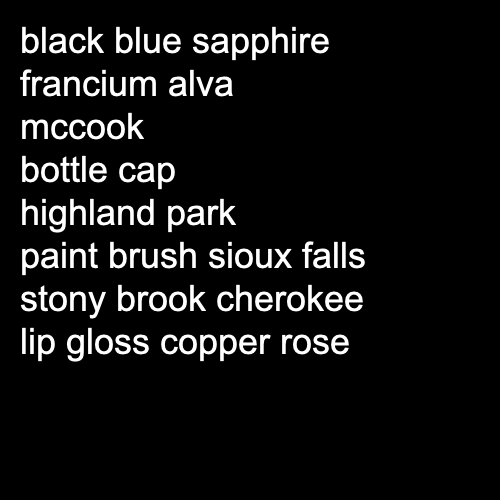 black blue sapphire
francium alva
mccook
bottle cap
highland park
paint brush sioux falls
stony brook cherokee
lip gloss copper rose